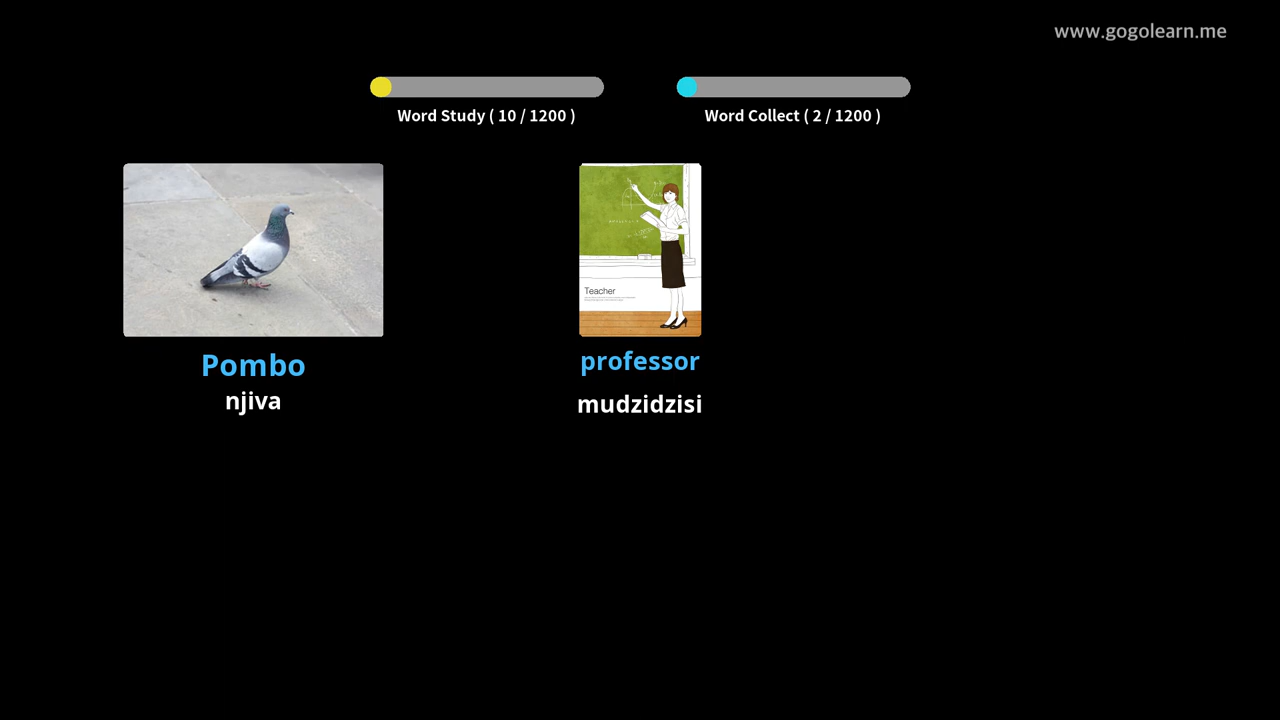 www.gogolearn.me
Word Study ( 10 / 1200 )
Word Collect ( 2 / 1200 )
Teacher
Pombo
njiva
professor
mudzidzisi